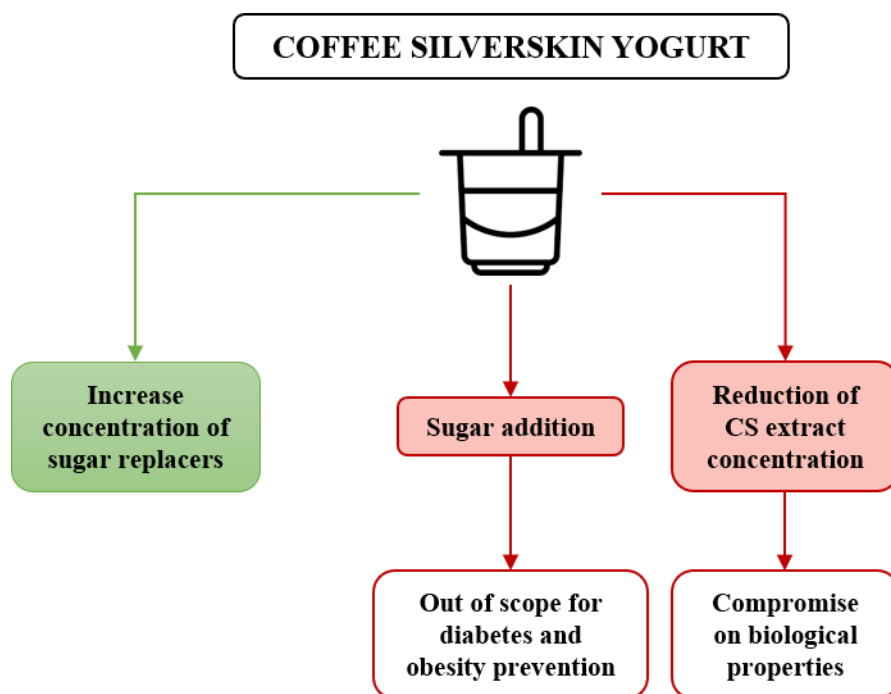 COFFEE SILVERSKIN YOGURT
Increase
concentration of
sugar replacers
Sugar addition
Reduction of
CS extract
concentration
Out of scope for
diabetes and
obesity prevention
Compromise
on biological
properties